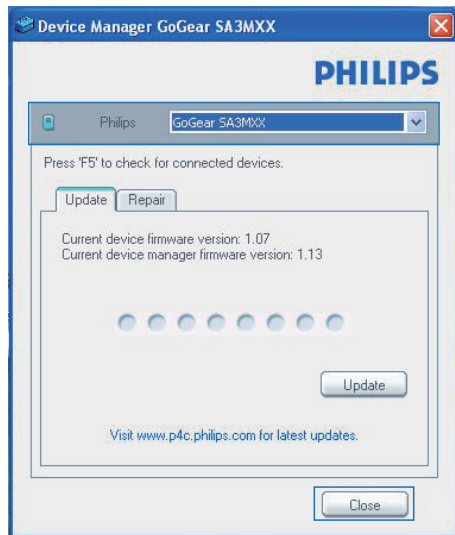 Device Manager GoGear SA3MXX
PHILIPS
Philips GoGear SA3MXX
Press 'F5' to check for connected devices.
Update Repair
Current device firmware version: 1.07
Current device manager firmware version: 1.13
Update
Visit www.p4c.philips.com for latest updates.
Close